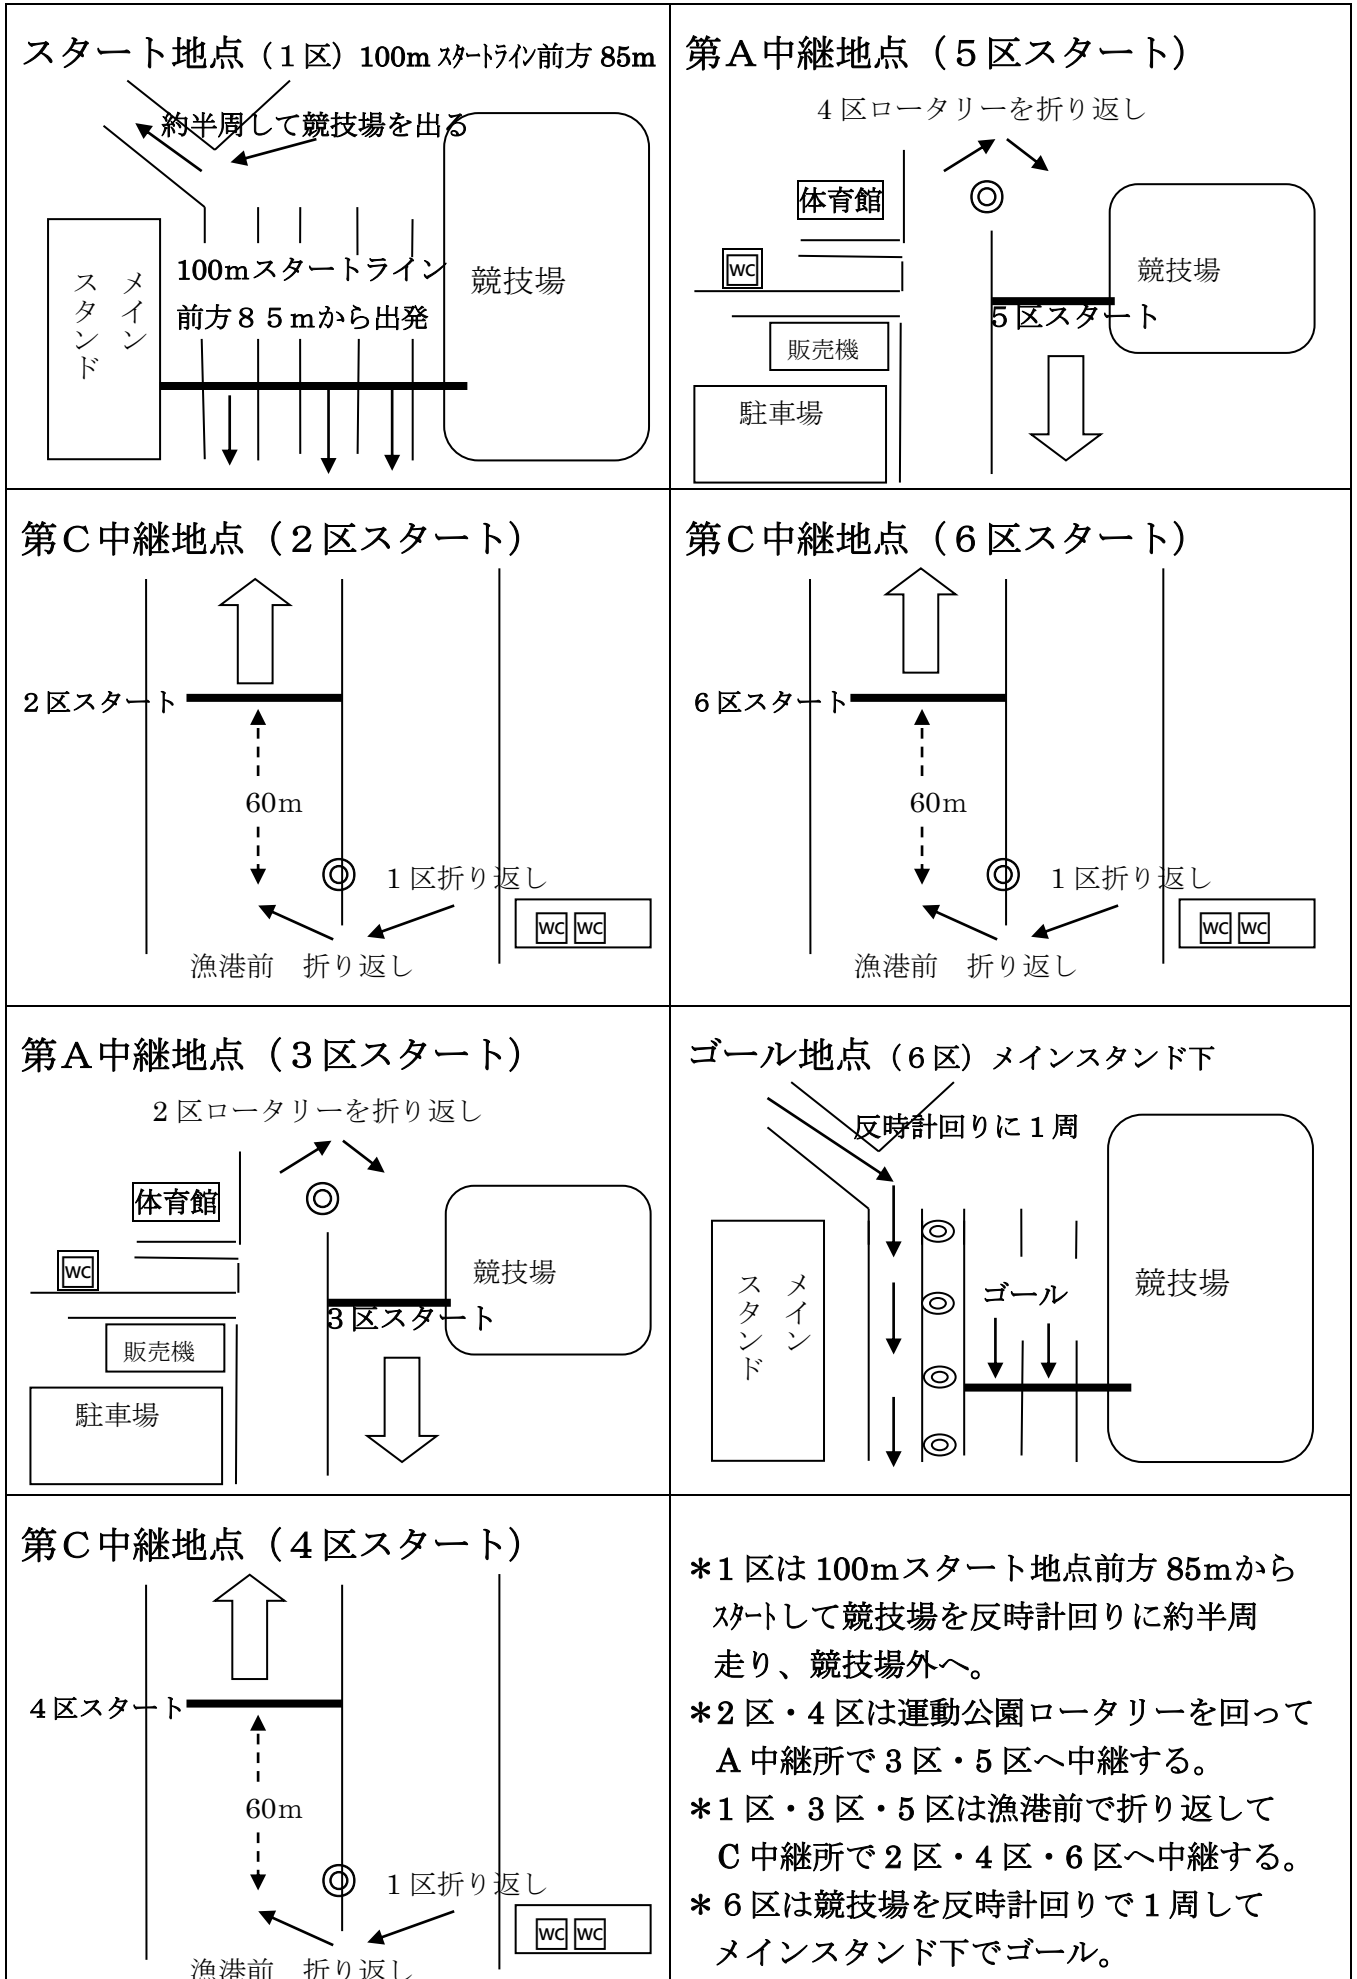 スタート地点（１区）100m ｽﾀｰﾄﾗｲﾝ前方 85m
約半周して競技場を出る
100mスタートライン
前方８５mから出発
メイン
スタンド
競技場
第Ａ中継地点（５区スタート）
４区ロータリーを折り返し
体育館
WC
競技場
５区スタート
販売機
駐車場
第Ｃ中継地点（２区スタート）
２区スタート
60m
１区折り返し
WC WC
漁港前　折り返し
第Ｃ中継地点（６区スタート）
６区スタート
60m
１区折り返し
WC WC
漁港前　折り返し
第Ａ中継地点（３区スタート）
２区ロータリーを折り返し
体育館
WC
競技場
３区スタート
販売機
駐車場
ゴール地点（６区）メインスタンド下
反時計回りに１周
メイン
スタンド
ゴール
競技場
第Ｃ中継地点（４区スタート）
４区スタート
60m
１区折り返し
WC WC
漁港前　折り返し
＊1 区は 100mスタート地点前方 85mから
ｽﾀｰﾄして競技場を反時計回りに約半周
走り、競技場外へ。
＊2 区・4 区は運動公園ロータリーを回って
A 中継所で 3 区・5 区へ中継する。
＊1 区・3 区・5 区は漁港前で折り返して
C 中継所で 2 区・4 区・6 区へ中継する。
＊６区は競技場を反時計回りで 1 周して
メインスタンド下でゴール。